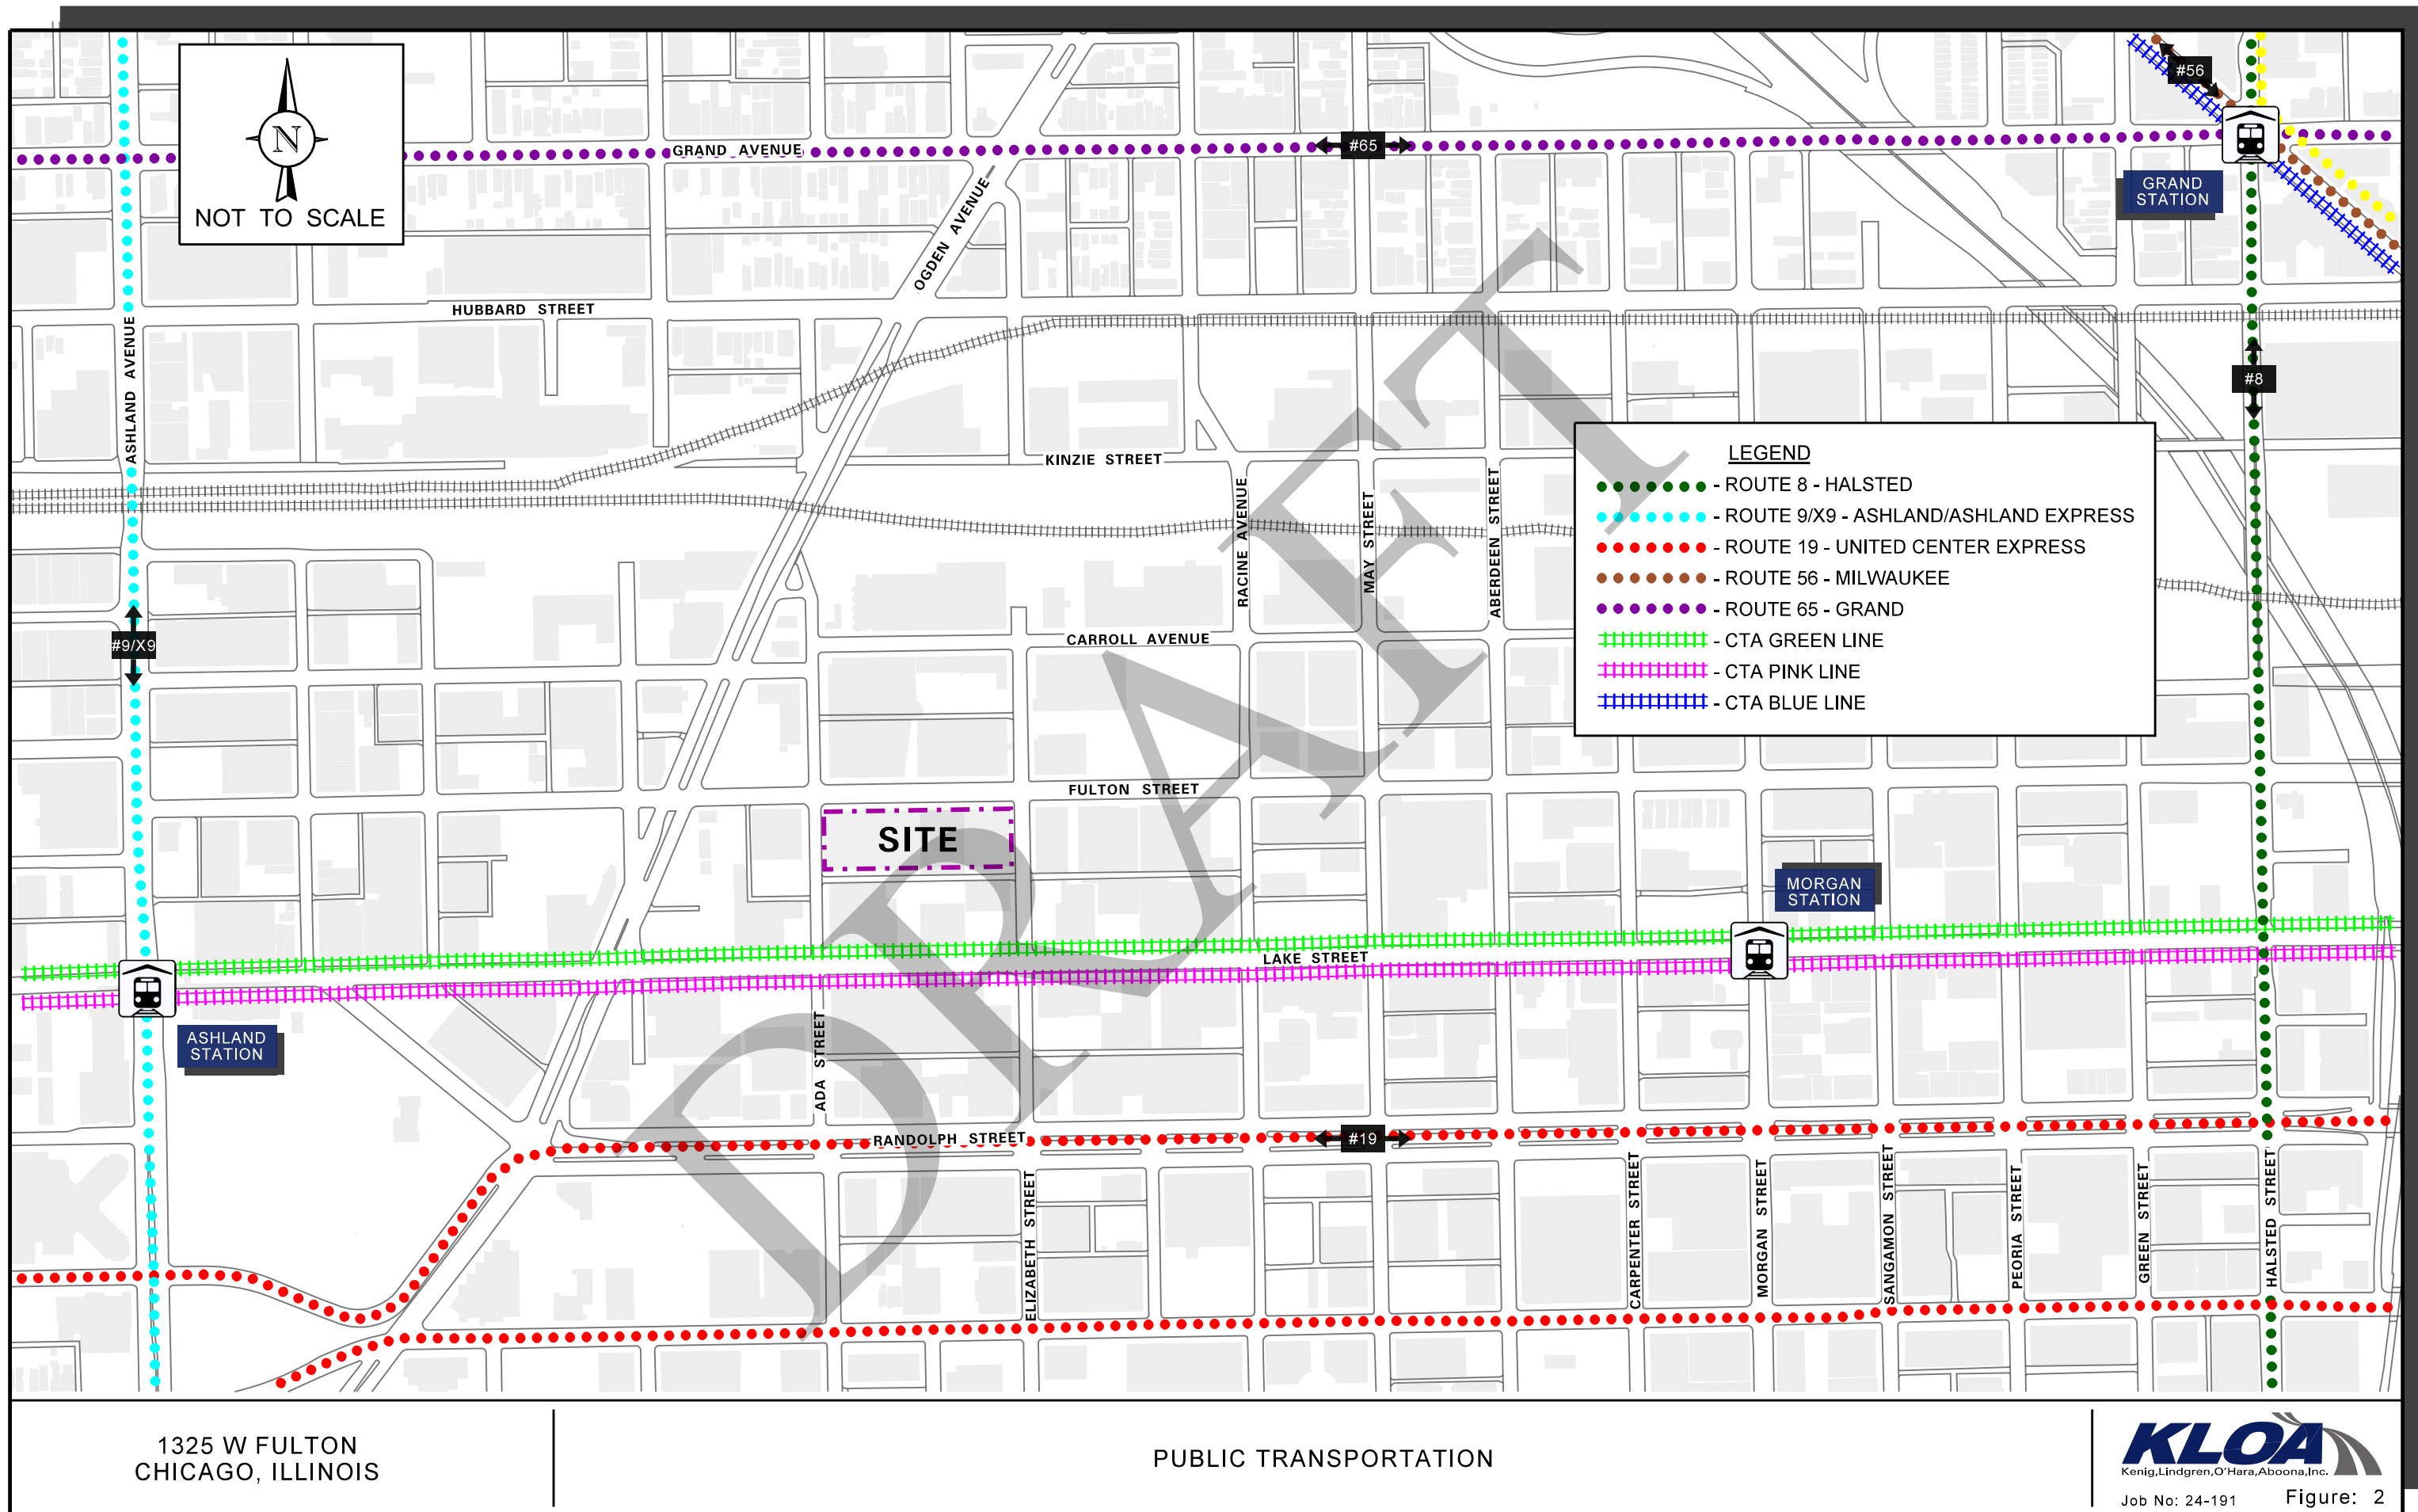 #56
N
NOT TO SCALE
GRAND AVENUE
#65
GRAND
STATION
OGDEN AVENUE
HUBBARD STREET
ASHLAND AVENUE
#8
KINZIE STREET
RACINE AVENUE
MAY STREET
ABERDEEN STREET
LEGEND
- ROUTE 8 - HALSTED
- ROUTE 9/X9 - ASHLAND/ASHLAND EXPRESS
- ROUTE 19 - UNITED CENTER EXPRESS
- ROUTE 56 - MILWAUKEE
- ROUTE 65 - GRAND
- CTA GREEN LINE
- CTA PINK LINE
- CTA BLUE LINE
#9/X9
CARROLL AVENUE
FULTON STREET
SITE
DRAFT
MORGAN
STATION
LAKE STREET
ASHLAND
STATION
ADA STREET
RANDOLPH STREET
#19
ELIZABETH STREET
CARPENTER STREET
MORGAN STREET
SANGAMON STREET
PEORIA STREET
GREEN STREET
HALSTED STREET
1325 W FULTON
CHICAGO, ILLINOIS
PUBLIC TRANSPORTATION
KLOA
Kenig,Lindgren,O'Hara,Aboona,Inc.
Job No: 24-191
Figure: 2